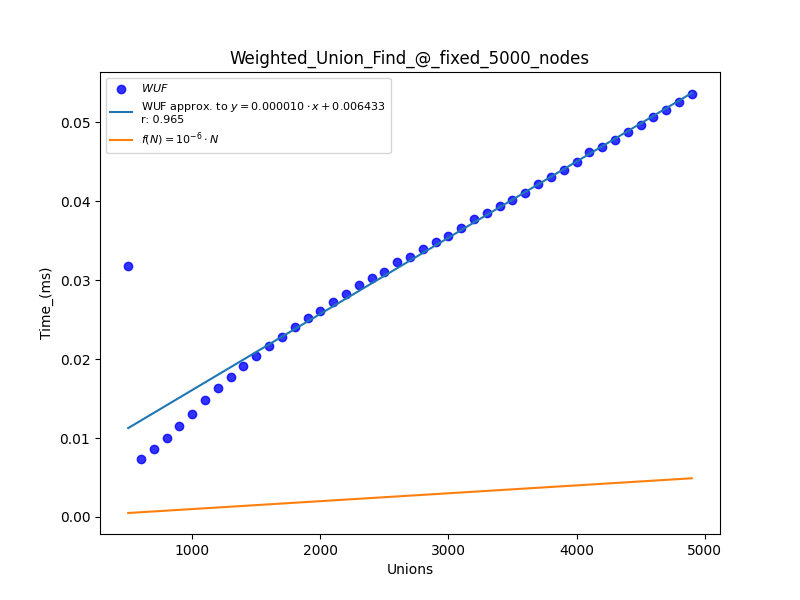 Weighted_Union_Find_@_fixed_5000_nodes
WUF
WUF approx. to y = 0.000010 · x + 0.006433
r: 0.965
f(N) = 10⁻⁶ · N
0.05
0.04
0.03
0.02
0.01
0.00
Time_(ms)
1000 2000 3000 4000 5000
Unions